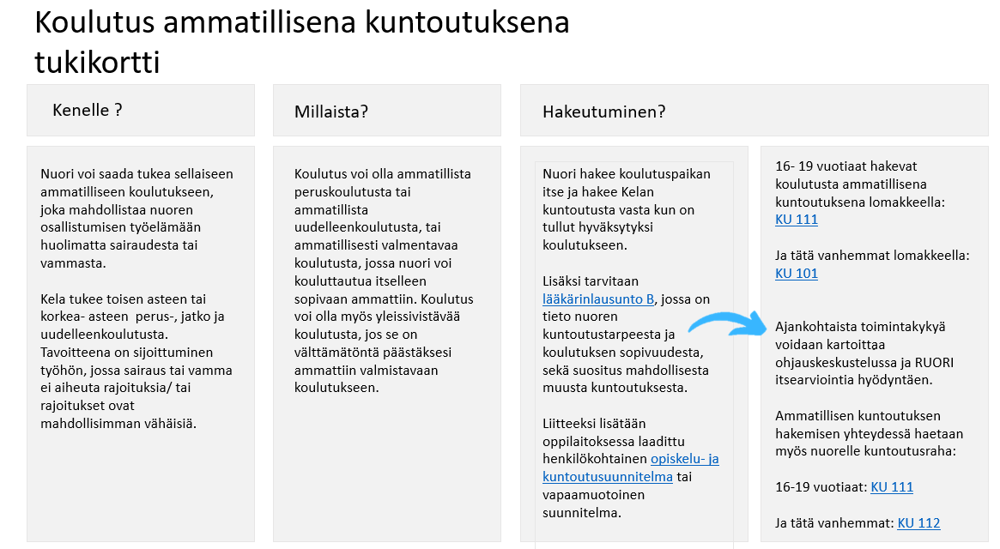 Koulutus ammatillisena kuntoutuksena
tukikortti
Kenelle ?
Millaista?
Hakeutuminen?
Nuori voi saada tukea sellaiseen
ammatilliseen koulutukseen,
joka mahdollistaa nuoren
osallistumisen työelämään
huolimatta sairaudesta tai
vammasta.
Kela tukee toisen asteen tai
korkea- asteen perus-, jatko ja
uudelleenkoulutusta.
Tavoitteena on sijoittuminen
työhön, jossa sairaus tai vamma
ei aiheuta rajoituksia/ tai
rajoitukset ovat
mahdollisimman vähäisiä.
Koulutus voi olla ammatillista
peruskoulutusta tai
ammatillista
uudelleenkoulutusta, tai
ammatillisesti valmentavaa
koulutusta, jossa nuori voi
kouluttautua itselleen
sopivaan ammattiin. Koulutus
voi olla myös yleissivistävää
koulutusta, jos se on
välttämätöntä päästäksesi
ammattiin valmistavaan
koulutukseen.
Nuori hakee koulutuspaikan
itse ja hakee Kelan
kuntoutusta vasta kun on
tullut hyväksytyksi
koulutukseen.
Lisäksi tarvitaan
lääkärinlausunto B, jossa on
tieto nuoren
kuntoutustarpeesta ja
koulutuksen sopivuudesta,
sekä suositus mahdollisesta
muusta kuntoutuksesta.
Liitteeksi lisätään
oppilaitoksessa laadittu
henkilökohtainen opiskelu- ja
kuntoutusuunnitelma tai
vapaamuotoinen
suunnitelma.
16- 19 vuotiaat hakevat
koulutusta ammatillisena
kuntoutuksena lomakkeella:
KU 111
Ja tätä vanhemmat lomakkeella:
KU 101
Ajankohtaista toimintakykyä
voidaan kartoittaa
ohjauskeskustelussa ja RUORI
itsearviointia hyödyntäen.
Ammatillisen kuntoutuksen
hakemisen yhteydessä haetaan
myös nuorelle kuntoutusraha:
16-19 vuotiaat: KU 111
Ja tätä vanhemmat: KU 112